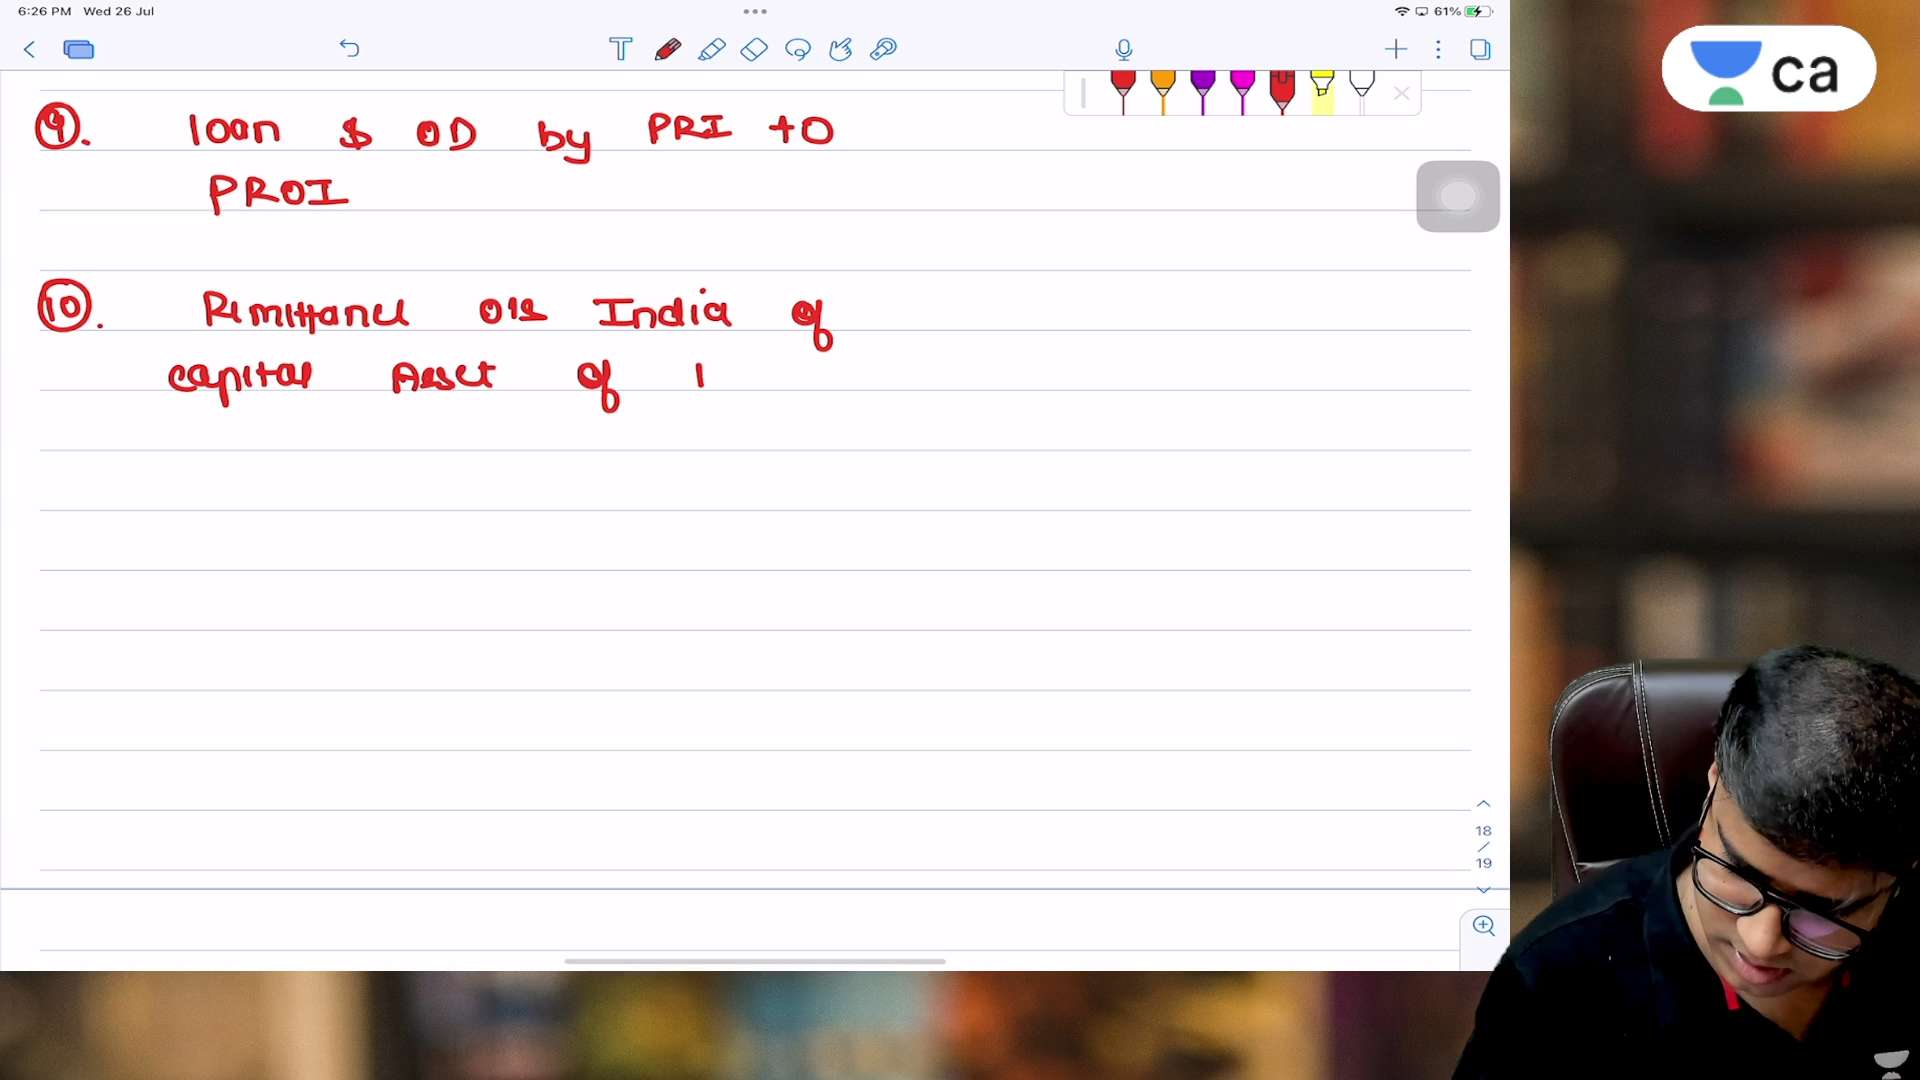 6:26 PM Wed 26 Jul
61%
ca
9. loan & OD by PRI to
PROI
10. Remittance o/s India of
capital Asset of
18
/
19